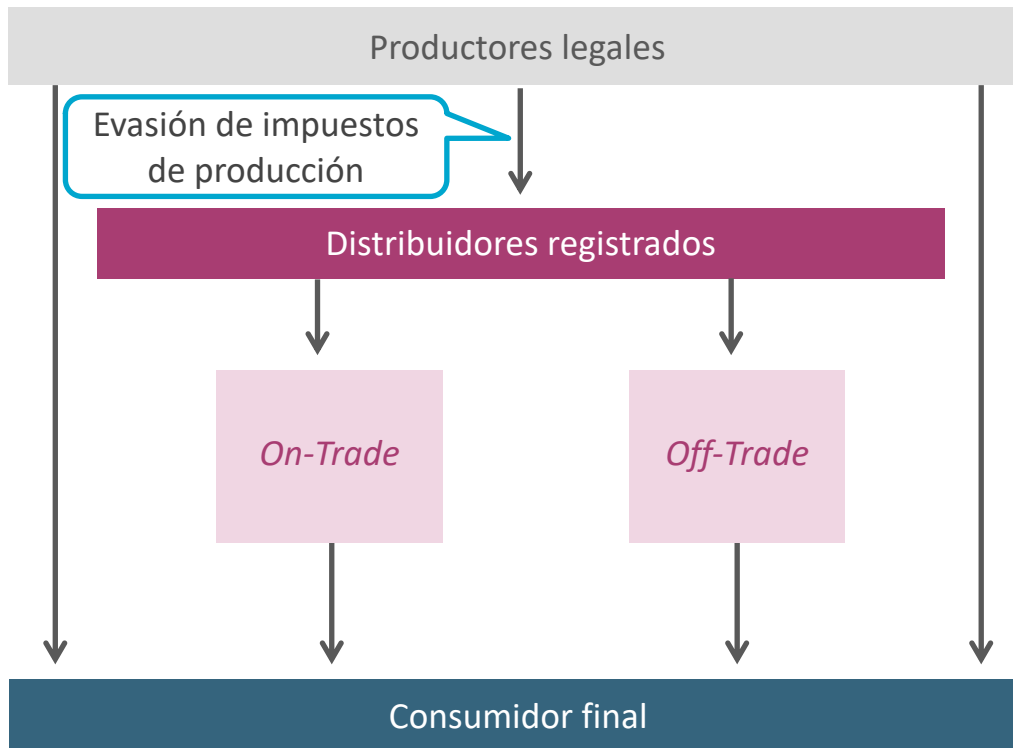 Productores legales
Evasión de impuestos
de producción
Distribuidores registrados
On-Trade
Off-Trade
Consumidor final